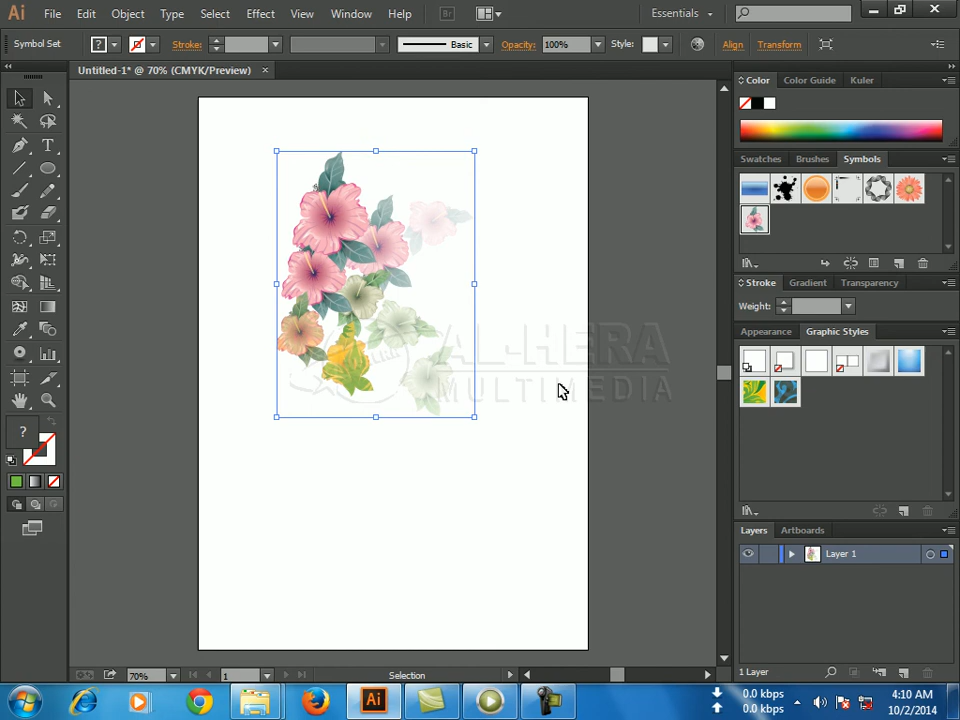 Ai File Edit Object Type Select Effect View Window Help Br Essentials
Symbol Set ? Stroke: Basic Opacity: 100% Style: Align Transform
Untitled-1* @ 70% (CMYK/Preview) ×
Color Color Guide Kuler
Swatches Brushes Symbols
Stroke Gradient Transparency
Weight:
Appearance Graphic Styles
AL-HERA
MULTIMEDIA
?
Layers Artboards
Layer 1
70% 1 Selection
1 Layer
Ai
0.0 kbps
0.0 kbps
4:10 AM
10/2/2014